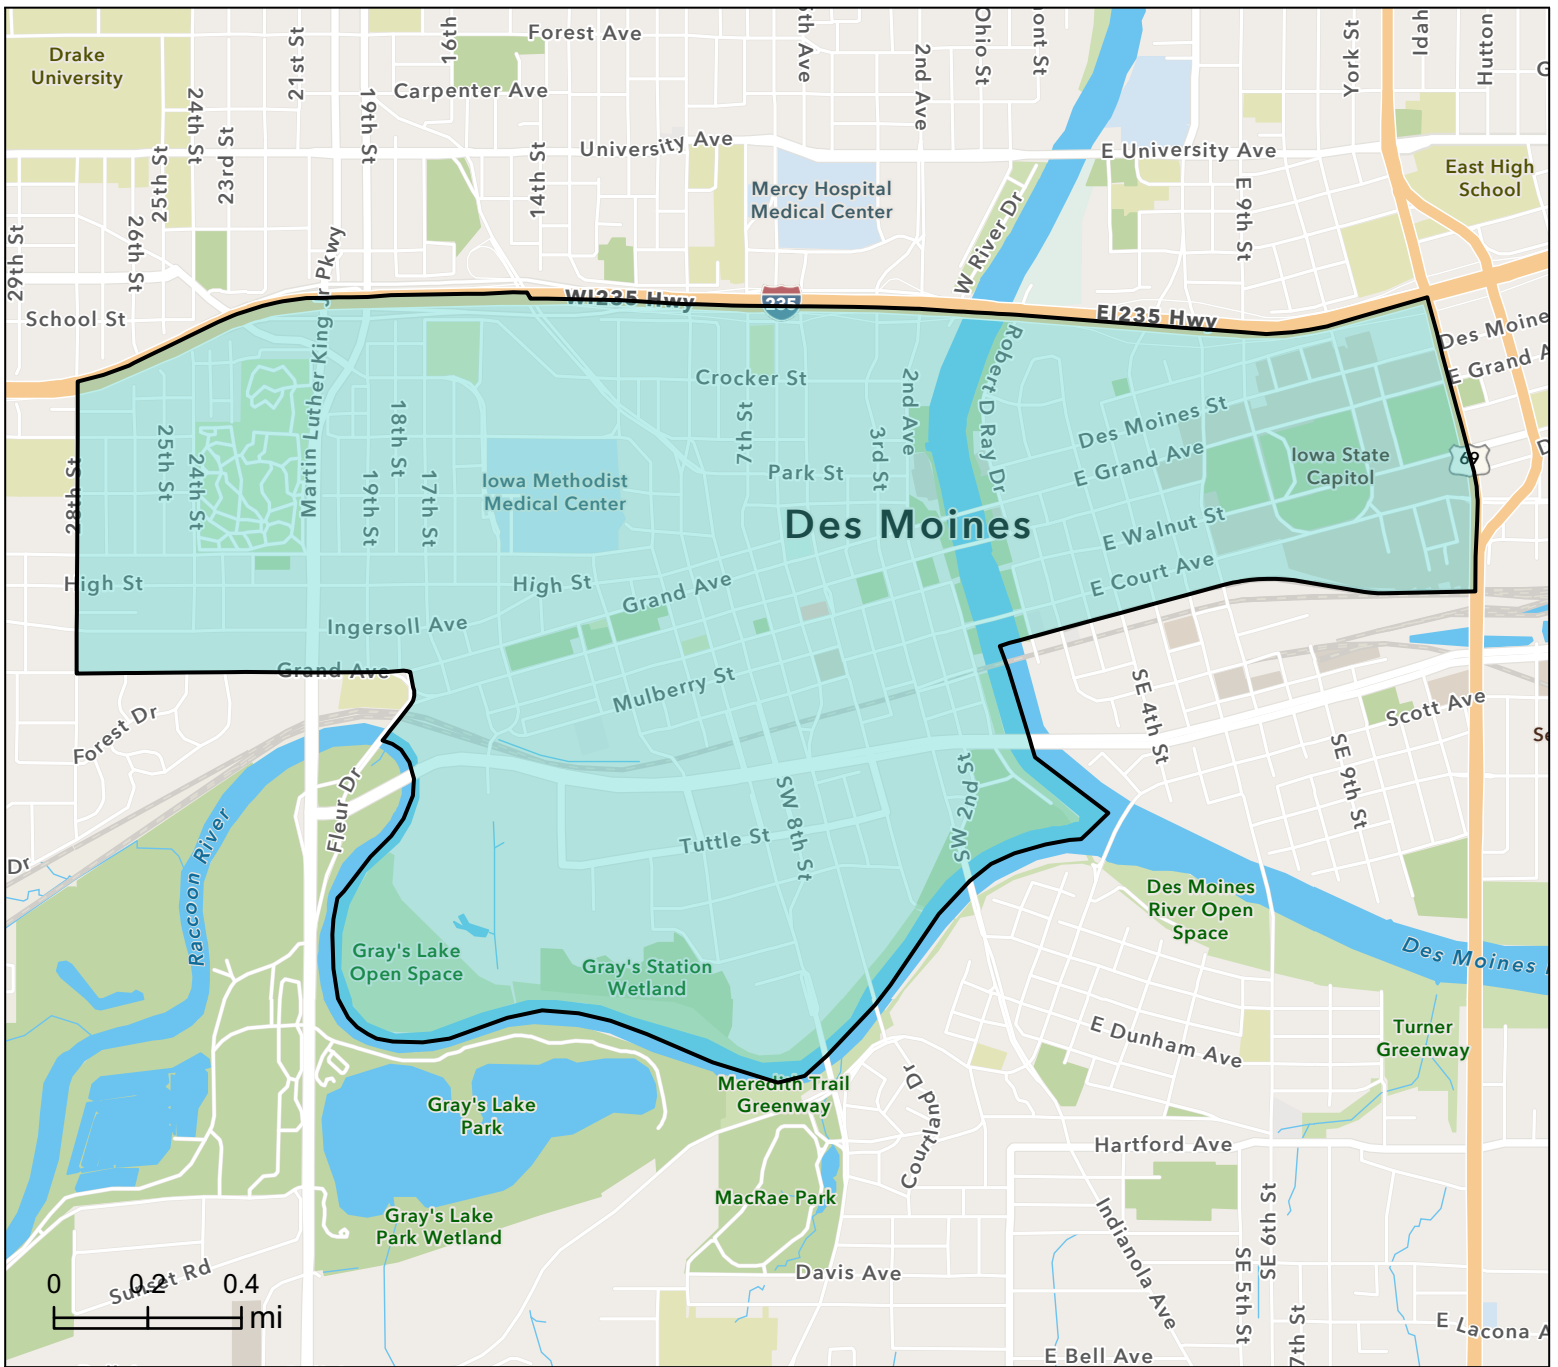 Drake
University
21st St
16th
Forest Ave
Carpenter Ave
2nd Ave
Ohio St
York St
Idah
Hutton
24th St
23rd St
19th St
25th St
26th St
29th St
14th St
University Ave
E University Ave
East High
School
Mercy Hospital
Medical Center
E 9th St
W River Dr
School St
Martin Luther King Jr Pkwy
WI235 Hwy
235
EI235 Hwy
Des Moine
E Grand A
Robert D Ray Dr
Crocker St
2nd Ave
18th St
7th St
3rd St
Des Moines St
E Grand Ave
Iowa State
Capitol
69
D
25th St
24th St
19th St
17th St
28th St
Iowa Methodist
Medical Center
Park St
Des Moines
E Walnut St
E Court Ave
High St
High St
Grand Ave
Ingersoll Ave
Grand Ave
Mulberry St
Forest Dr
SE 4th St
Scott Ave
SE 9th St
Fleur Dr
Raccoon River
Dr
SW 8th St
SW 2nd St
Tuttle St
Gray's Lake
Open Space
Gray's Station
Wetland
Des Moines
River Open
Space
Des Moines
E Dunham Ave
Turner
Greenway
Meredith Trail
Greenway
Courtland Dr
Gray's Lake
Park
Hartford Ave
MacRae Park
Gray's Lake
Park Wetland
Indianola Ave
SE 6th St
SE 5th St
7th St
Sunset Rd
Davis Ave
E Lacona A
E Bell Ave
0 0.2 0.4
mi